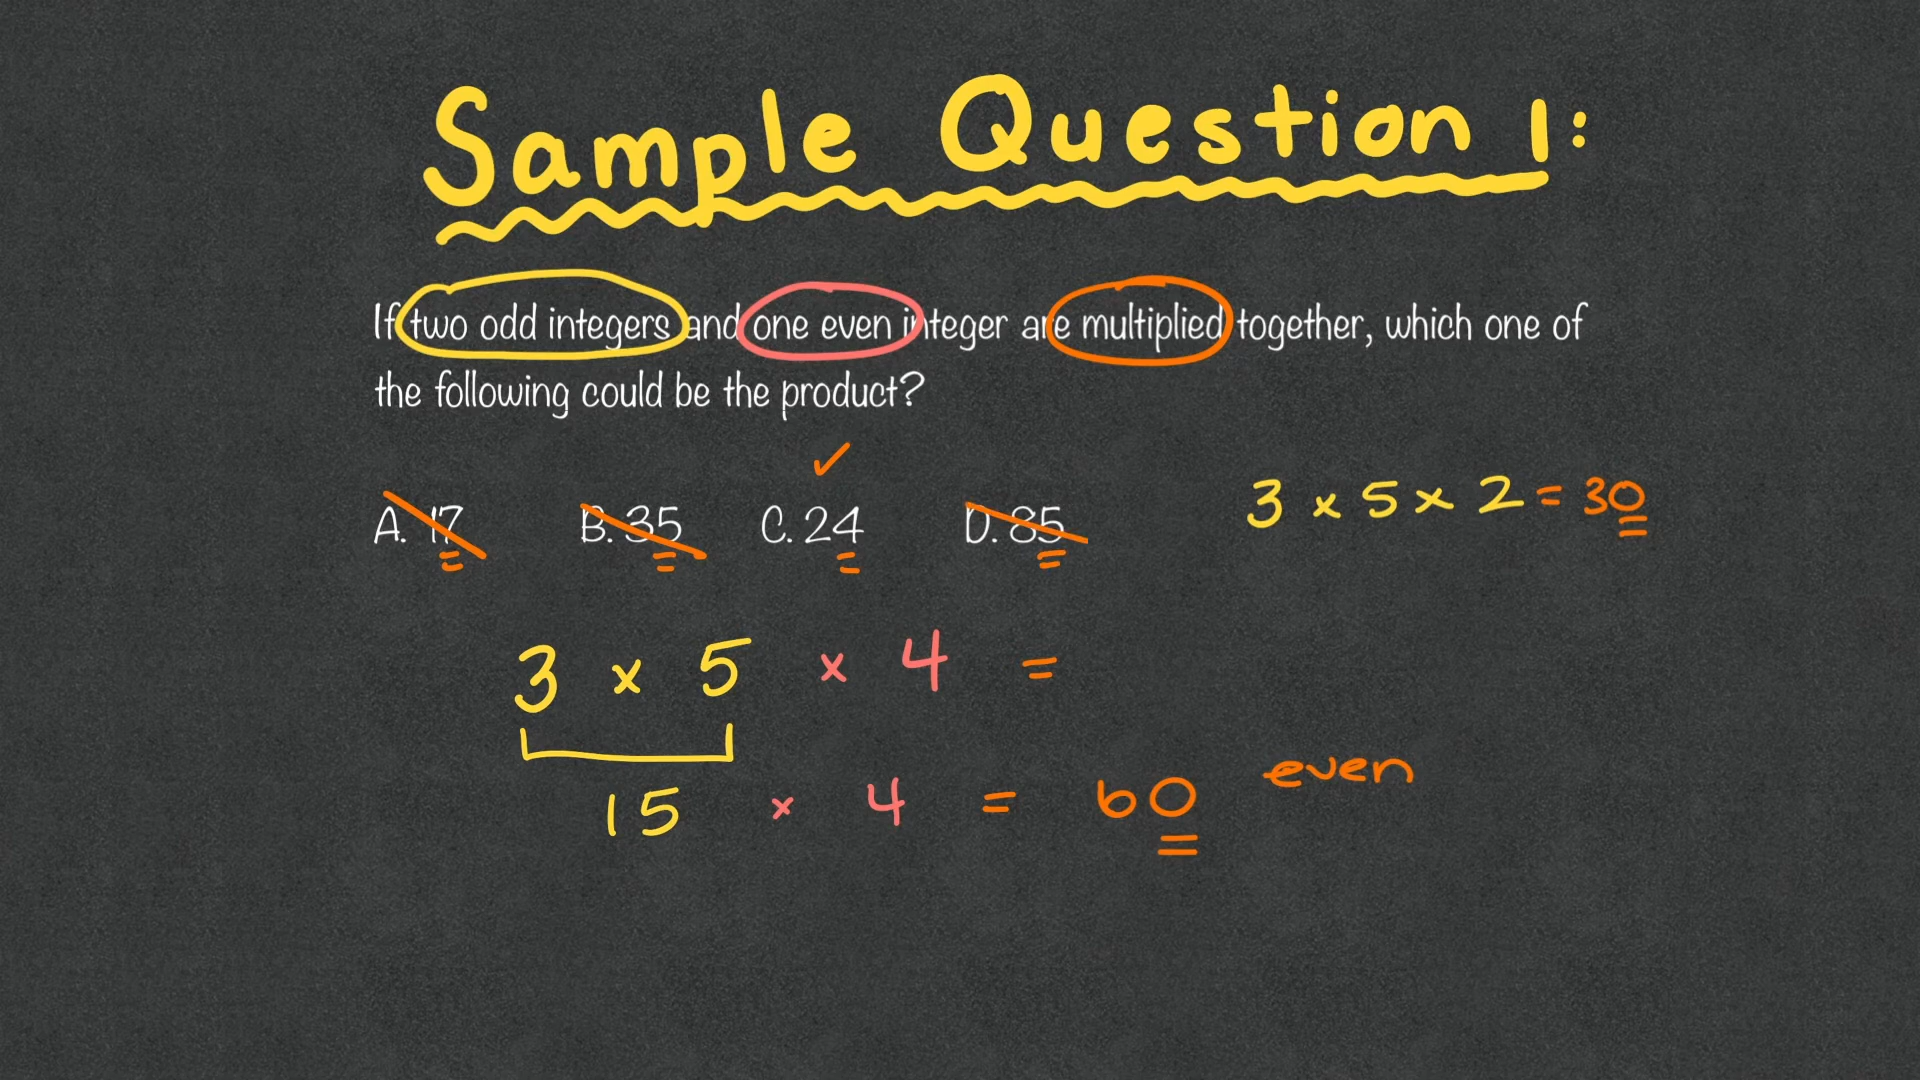 Sample Question 1:
If two odd integers and one even integer are multiplied together, which one of
the following could be the product?
✓
A. 17 B. 35 C. 24 D. 85
3 x 5 x 2 = 30
3 x 5 x 4 =
15 x 4 = 60 even